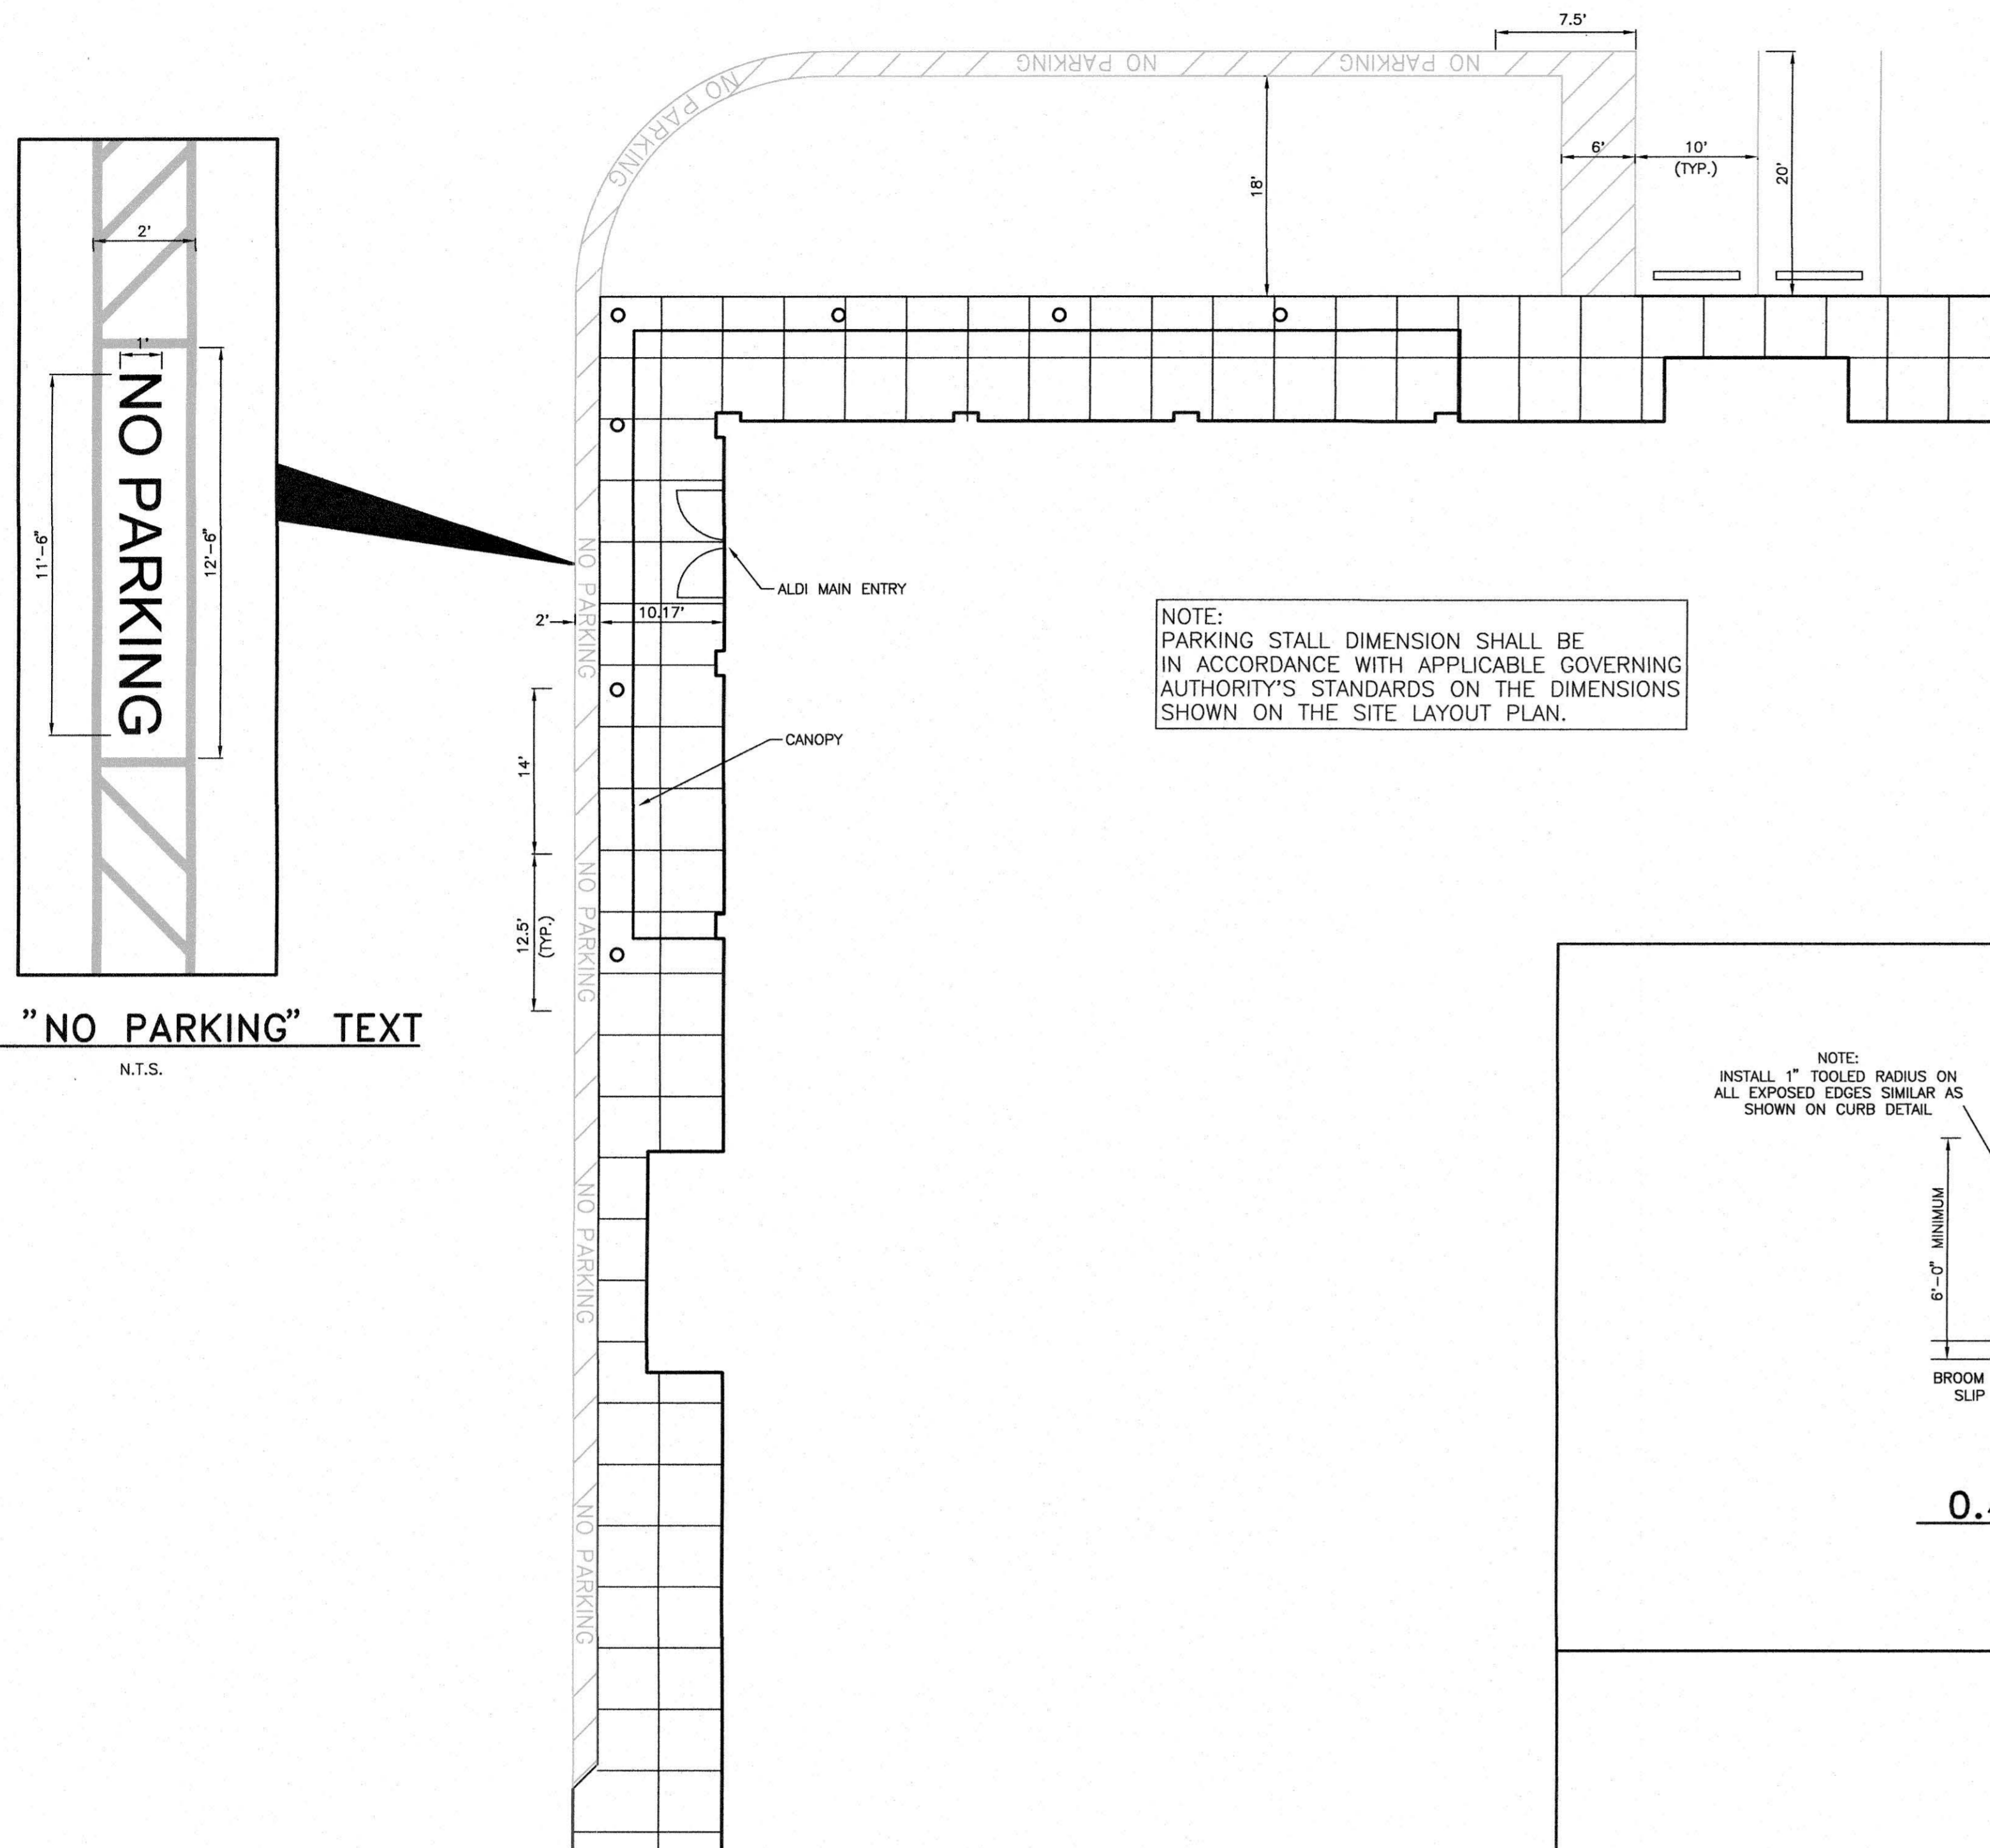 7.5'
NO PARKING
NO PARKING
NO PARKING
18'
6'
10'
(TYP.)
20'
2'
1'
NO PARKING
11'-6"
12'-6"
"NO PARKING" TEXT
N.T.S.
NO PARKING
2'
10.17'
ALDI MAIN ENTRY
CANOPY
14'
12.5'
(TYP.)
NO PARKING
NO PARKING
NO PARKING
NOTE:
PARKING STALL DIMENSION SHALL BE
IN ACCORDANCE WITH APPLICABLE GOVERNING
AUTHORITY'S STANDARDS ON THE DIMENSIONS
SHOWN ON THE SITE LAYOUT PLAN.
NOTE:
INSTALL 1" TOOLED RADIUS ON
ALL EXPOSED EDGES SIMILAR AS
SHOWN ON CURB DETAIL
6'-0" MINIMUM
BROOM
SLIP